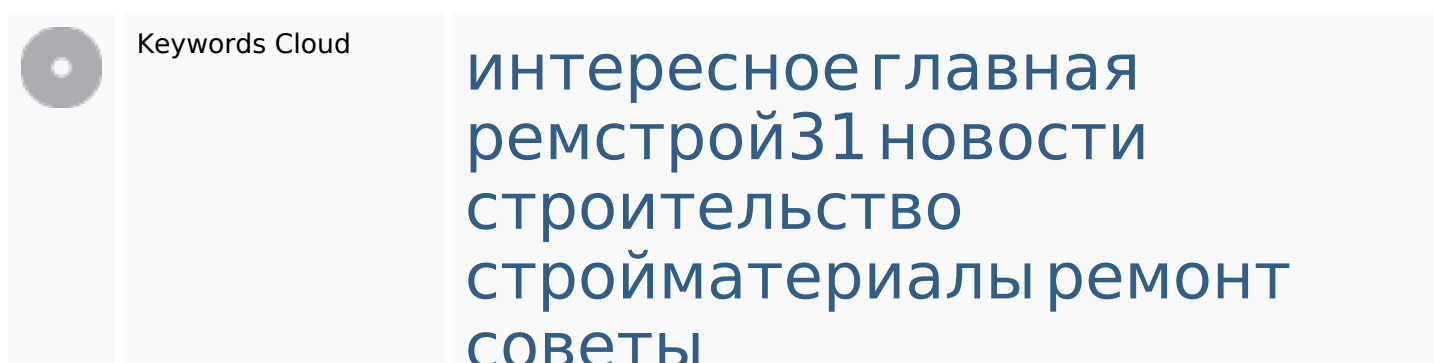 Keywords Cloud
интересное главная
ремстрой31 новости
строительство
стройматериалы ремонт
советы